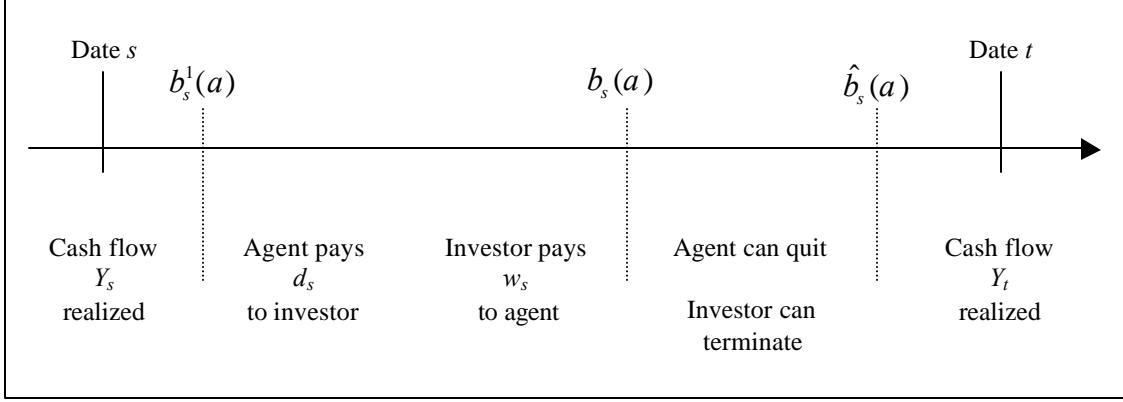 Date s
Date t
b_s^1(a)
b_s(a)
b̂_s(a)
Cash flow
Y_s
realized
Agent pays
d_s
to investor
Investor pays
w_s
to agent
Agent can quit
Investor can
terminate
Cash flow
Y_t
realized